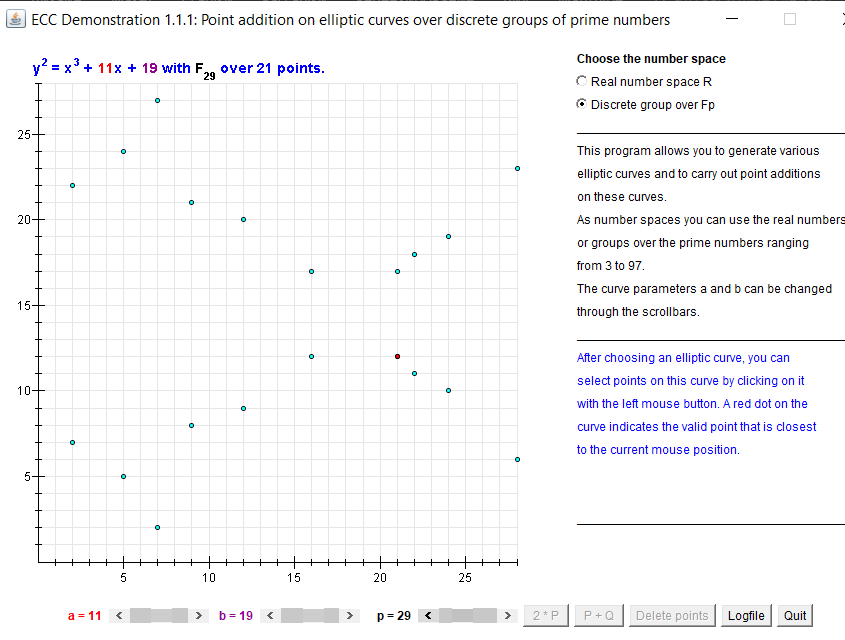 ECC Demonstration 1.1.1: Point addition on elliptic curves over discrete groups of prime numbers
y² = x³ + 11x + 19 with F₂₉ over 21 points.
25
20
15
10
5
5
10
15
20
25
Choose the number space
Real number space R
Discrete group over Fp
This program allows you to generate various
elliptic curves and to carry out point additions
on these curves.
As number spaces you can use the real numbers
or groups over the prime numbers ranging
from 3 to 97.
The curve parameters a and b can be changed
through the scrollbars.
After choosing an elliptic curve, you can
select points on this curve by clicking on it
with the left mouse button. A red dot on the
curve indicates the valid point that is closest
to the current mouse position.
a = 11
b = 19
p = 29
2 * P
P + Q
Delete points
Logfile
Quit